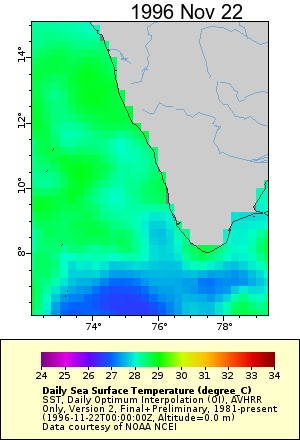 1996 Nov 22
14°
12°
10°
8°
74° 76° 78°
24 25 26 27 28 29 30 31 32 33 34
Daily Sea Surface Temperature (degree_C)
SST, Daily Optimum Interpolation (OI), AVHRR
Only, Version 2, Final+Preliminary, 1981-present
(1996-11-22T00:00:00Z, Altitude=0.0 m)
Data courtesy of NOAA NCEI